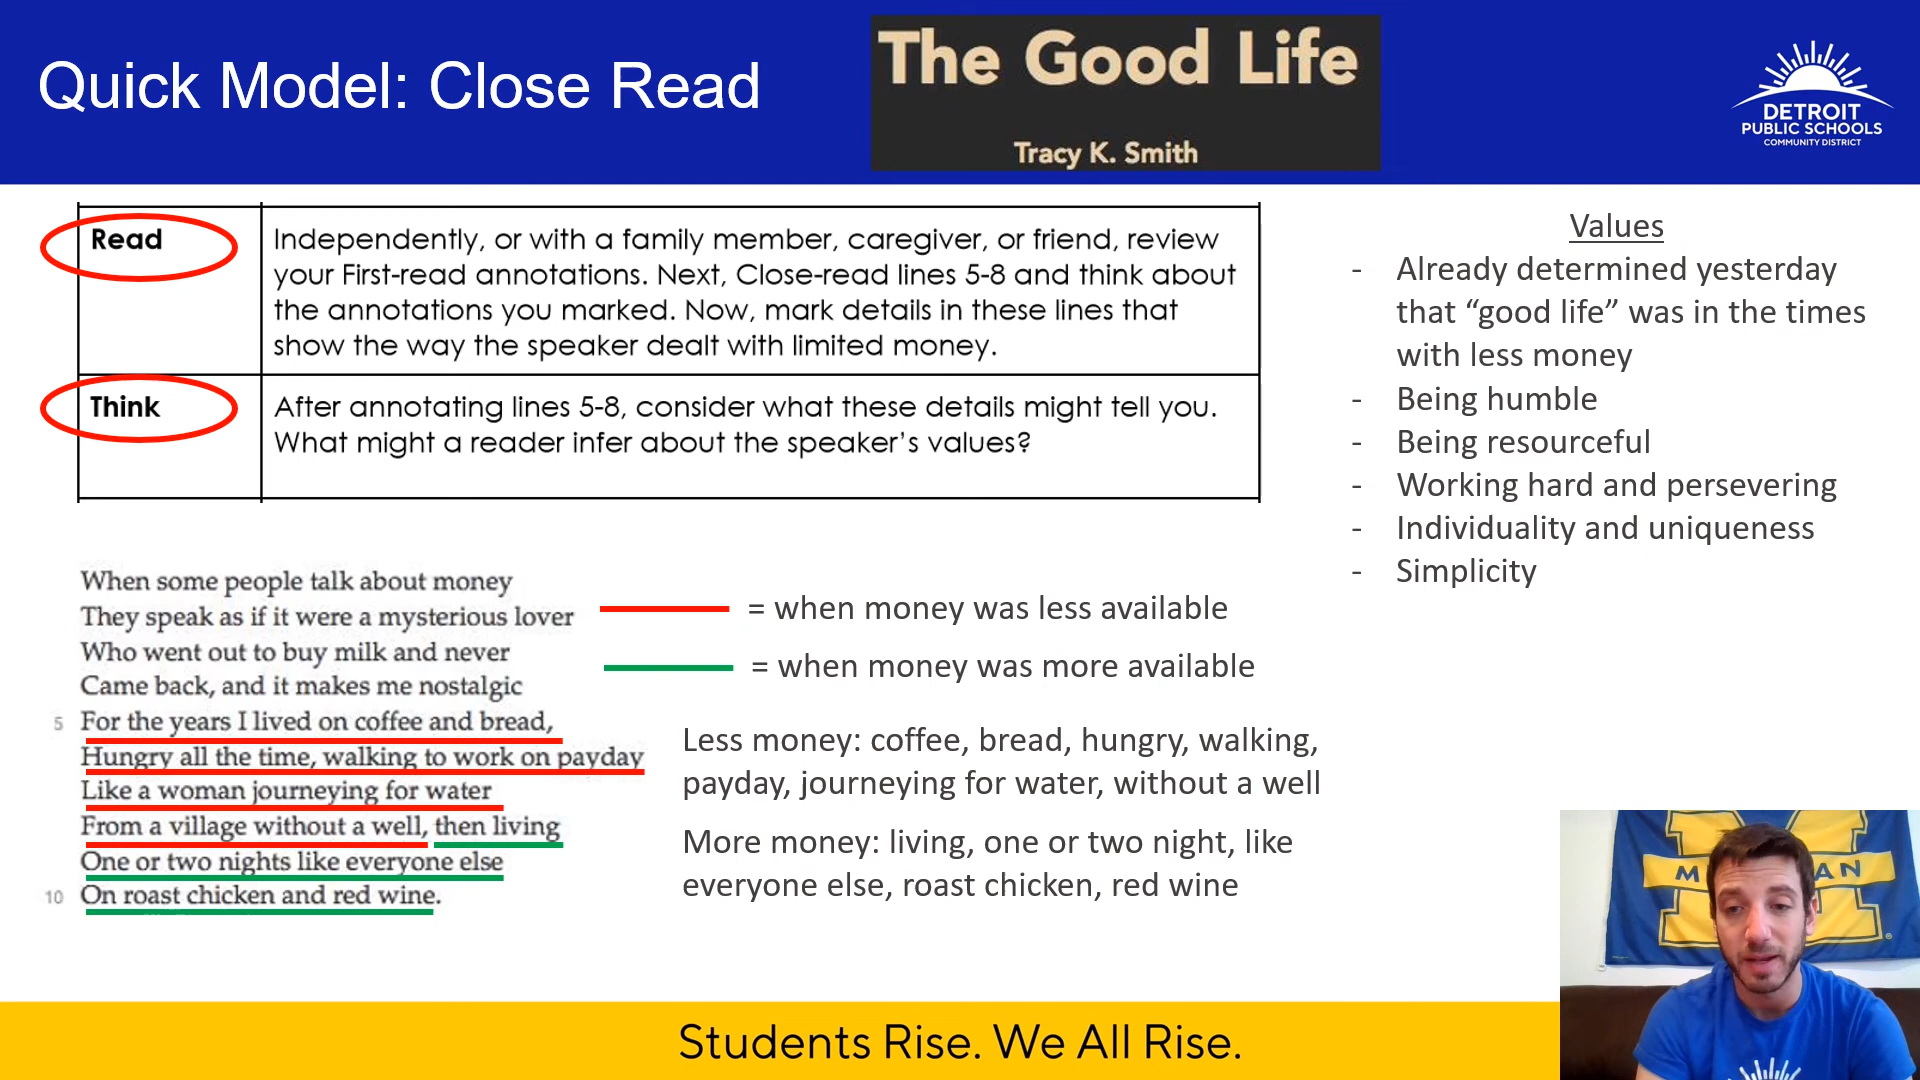 Quick Model: Close Read
The Good Life
Tracy K. Smith
DETROIT
PUBLIC SCHOOLS
COMMUNITY DISTRICT
Read
Independently, or with a family member, caregiver, or friend, review
your First-read annotations. Next, Close-read lines 5-8 and think about
the annotations you marked. Now, mark details in these lines that
show the way the speaker dealt with limited money.
Think
After annotating lines 5-8, consider what these details might tell you.
What might a reader infer about the speaker's values?
Values
- Already determined yesterday
that “good life” was in the times
with less money
- Being humble
- Being resourceful
- Working hard and persevering
- Individuality and uniqueness
- Simplicity
When some people talk about money
They speak as if it were a mysterious lover
Who went out to buy milk and never
Came back, and it makes me nostalgic
5 For the years I lived on coffee and bread,
Hungry all the time, walking to work on payday
Like a woman journeying for water
From a village without a well, then living
One or two nights like everyone else
10 On roast chicken and red wine.
= when money was less available
= when money was more available
Less money: coffee, bread, hungry, walking,
payday, journeying for water, without a well
More money: living, one or two night, like
everyone else, roast chicken, red wine
Students Rise. We All Rise.